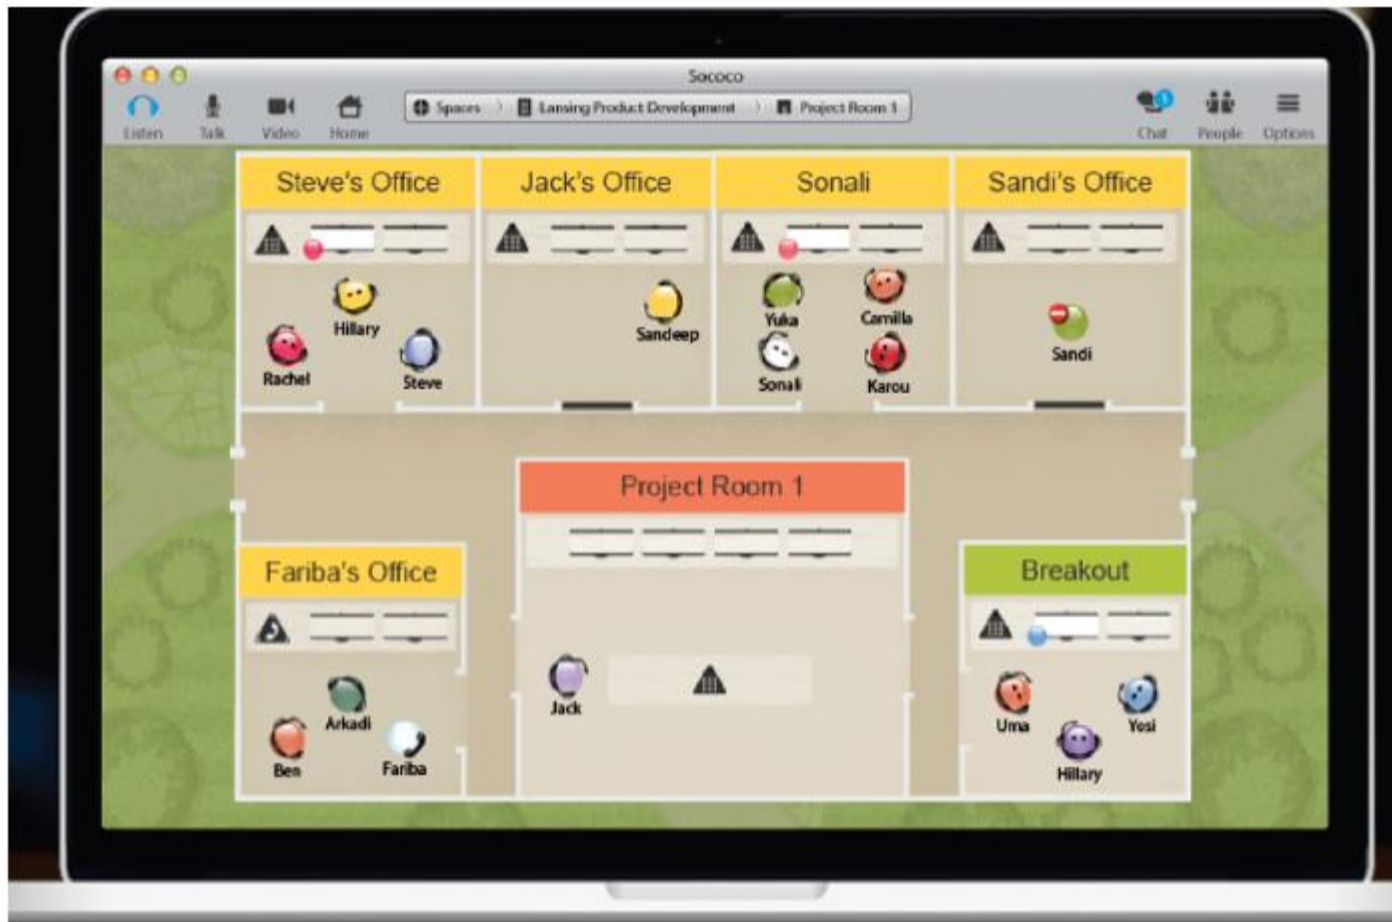 Sococo
Listen
Talk
Video
Home
Spaces
Lansing Product Development
Project Room 1
Chat
People
Options
Steve's Office
Jack's Office
Sonali
Sandi's Office
Hillary
Rachel
Steve
Sandeep
Yuka
Camilla
Sonali
Karou
Sandi
Project Room 1
Jack
Fariba's Office
Arkadi
Ben
Fariba
Breakout
Uma
Yosi
Hillary